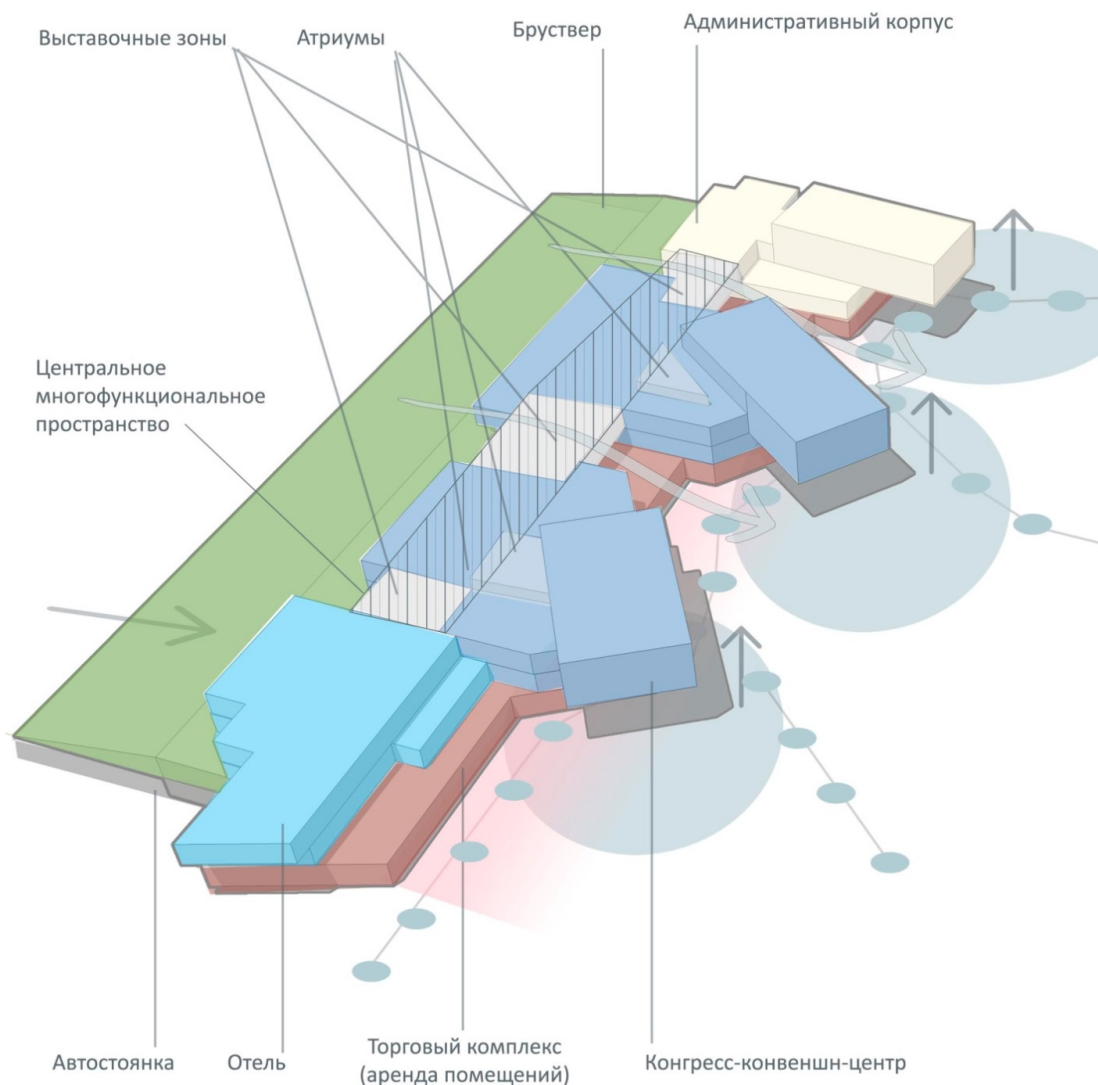 Выставочные зоны
Атриумы
Бруствер
Административный корпус
Центральное
многофункциональное
пространство
Автостоянка
Отель
Торговый комплекс
(аренда помещений)
Конгресс-конвеншн-центр